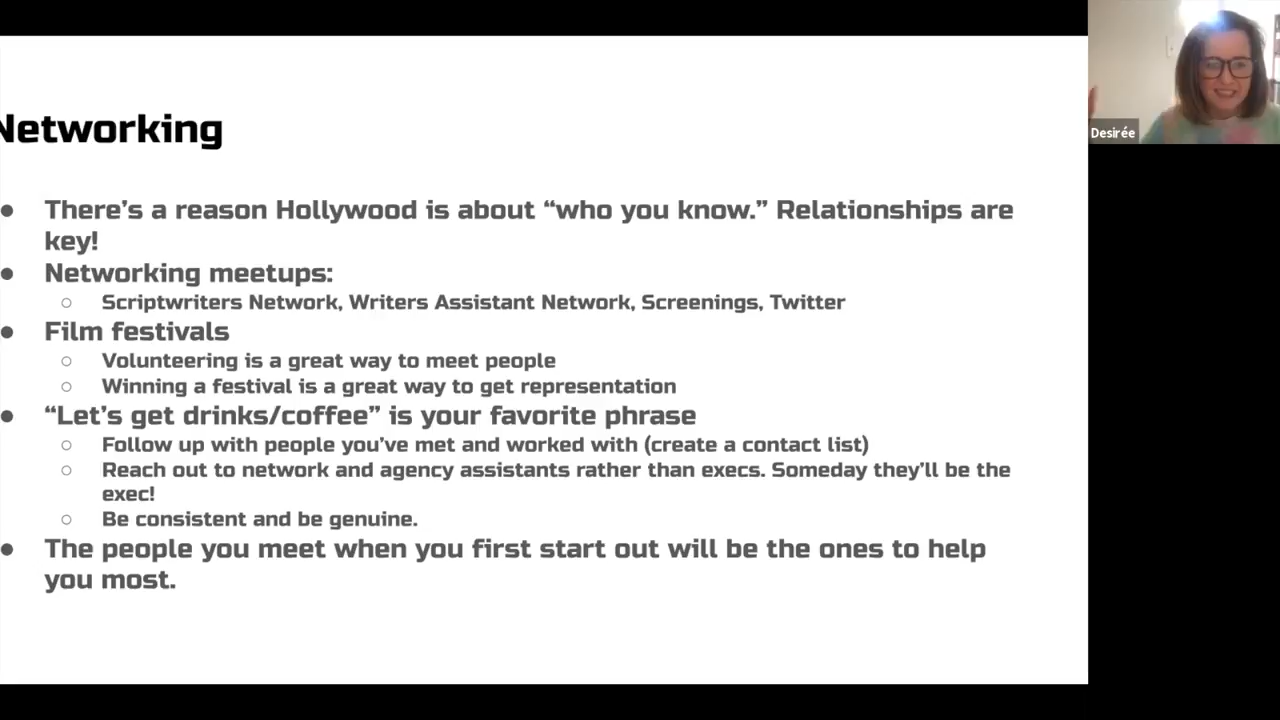 Networking
● There's a reason Hollywood is about “who you know.” Relationships are
key!
● Networking meetups:
○ Scriptwriters Network, Writers Assistant Network, Screenings, Twitter
● Film festivals
○ Volunteering is a great way to meet people
○ Winning a festival is a great way to get representation
● “Let's get drinks/coffee” is your favorite phrase
○ Follow up with people you've met and worked with (create a contact list)
○ Reach out to network and agency assistants rather than execs. Someday they'll be the
exec!
○ Be consistent and be genuine.
● The people you meet when you first start out will be the ones to help
you most.
Desirée